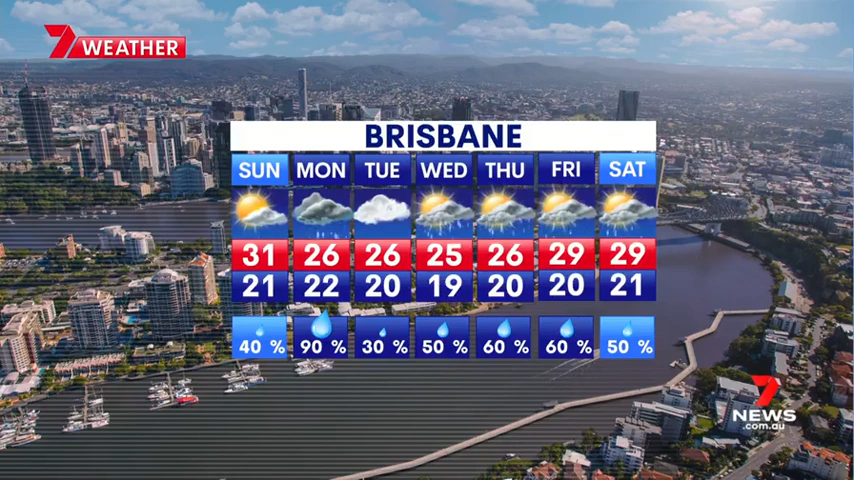 7 WEATHER
BRISBANE
SUN MON TUE WED THU FRI SAT
31 26 26 25 26 29 29
21 22 20 19 20 20 21
40 % 90 % 30 % 50 % 60 % 60 % 50 %
7
NEWS
.com.au